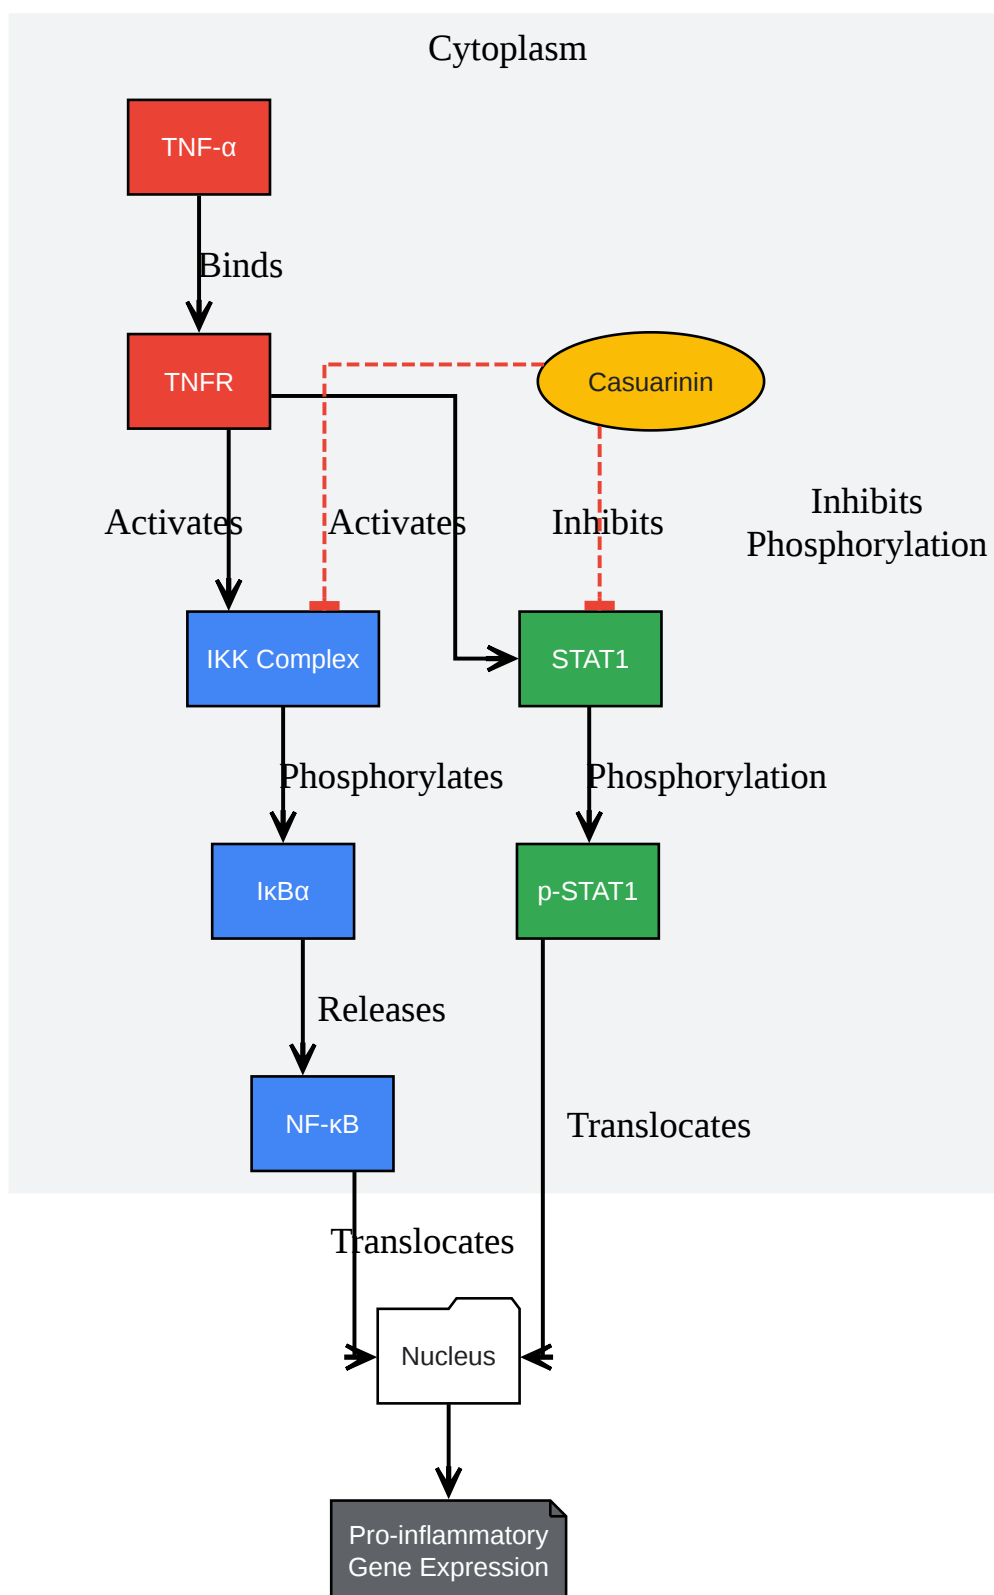 Cytoplasm
TNF-α
Binds
TNFR
Casuarinin
Activates
Activates
Inhibits
Inhibits
Phosphorylation
IKK Complex
STAT1
Phosphorylates
Phosphorylation
IκBα
p-STAT1
Releases
NF-κB
Translocates
Translocates
Nucleus
Pro-inflammatory
Gene Expression